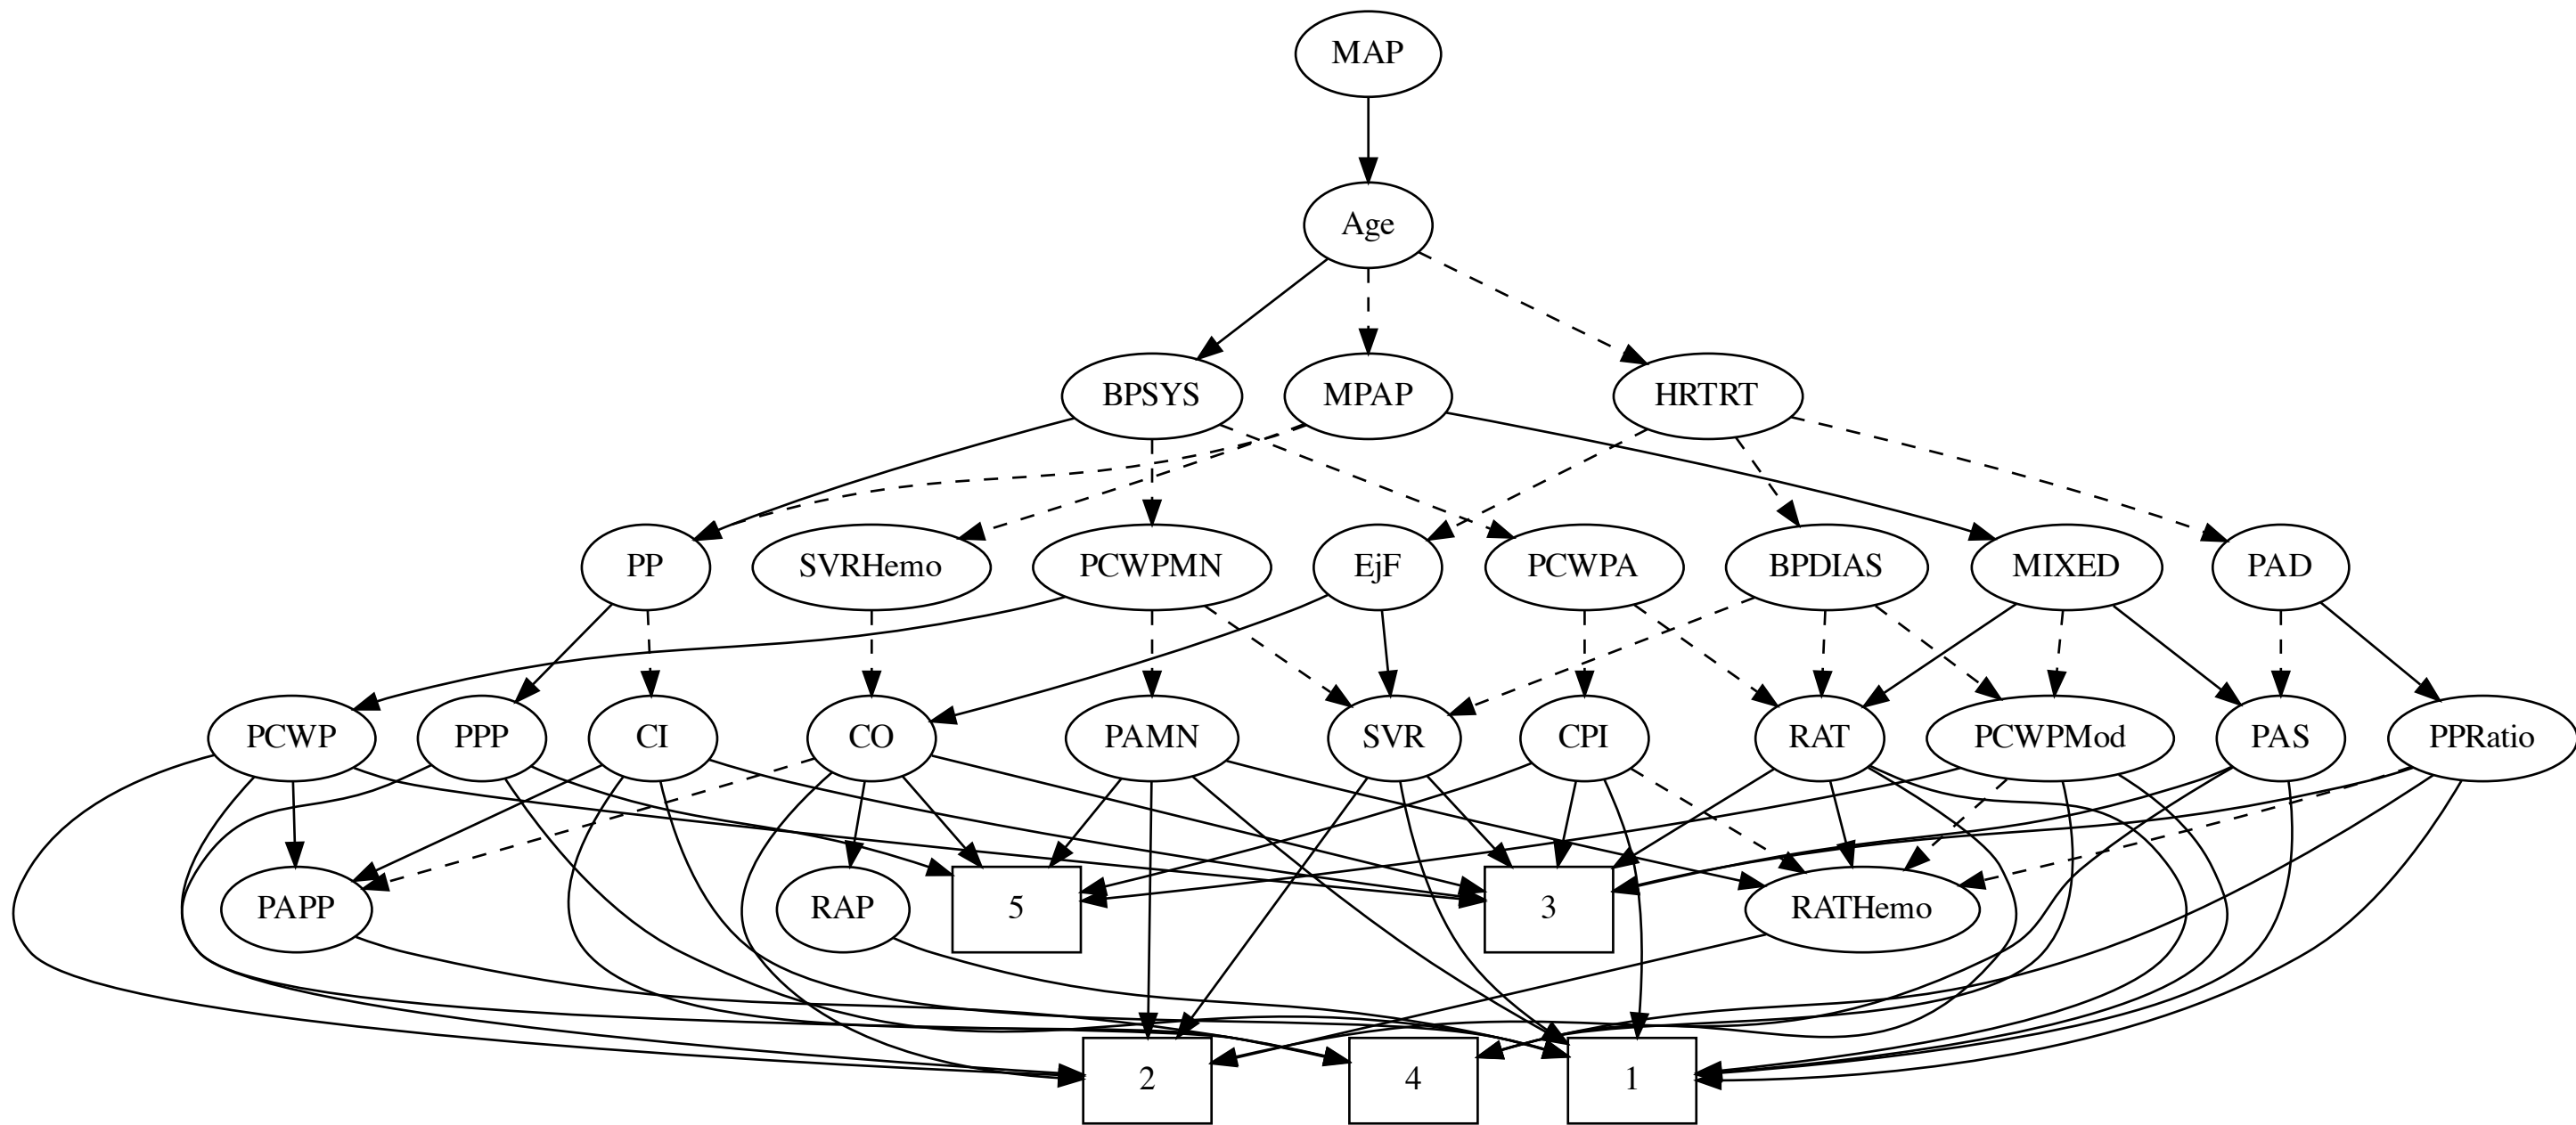 MAP
Age
BPSYS MPAP HRTRT
PP SVRHemo PCWPMN EjF PCWPA BPDIAS MIXED PAD
PCWP PPP CI CO PAMN SVR CPI RAT PCWPMod PAS PPRatio
PAPP RAP 5 3 RATHemo
2 4 1